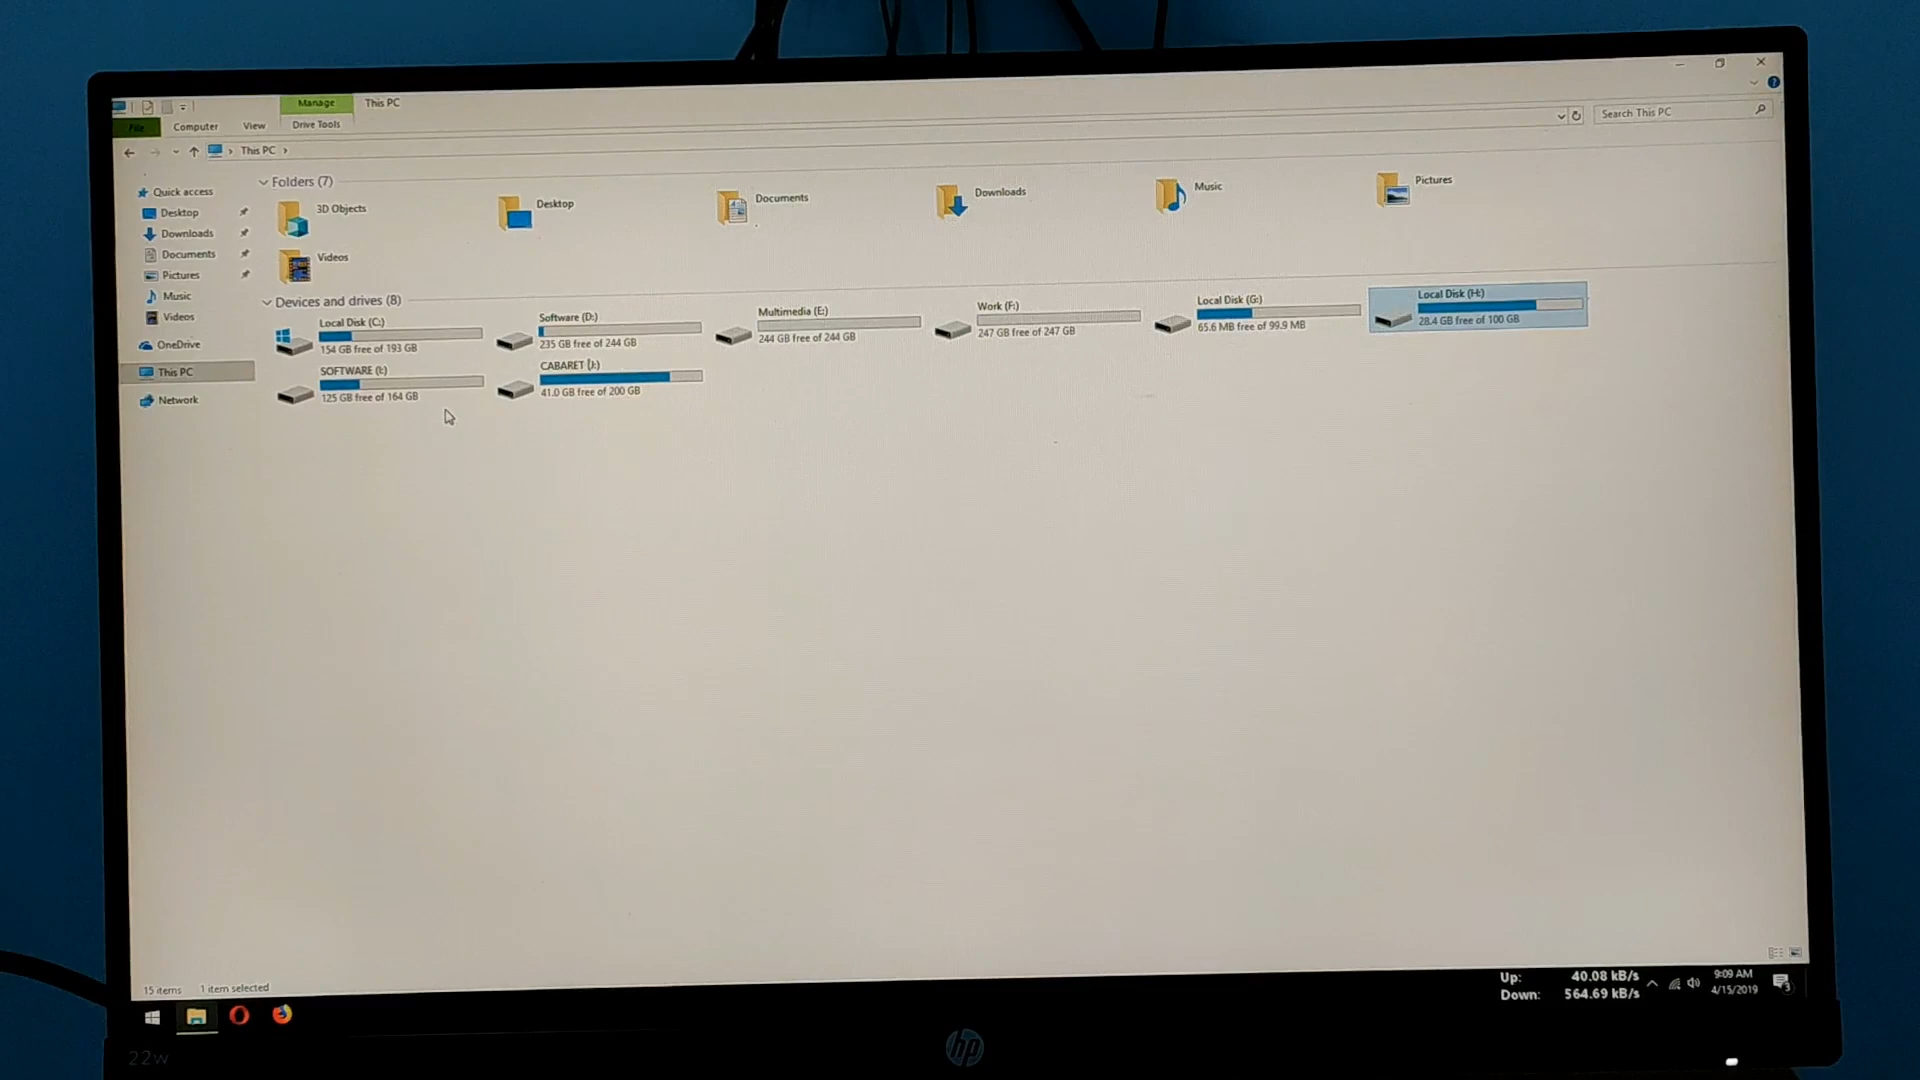 Manage This PC
File Computer View Drive Tools
This PC Search This PC
Quick access
Desktop
Downloads
Documents
Pictures
Music
Videos
OneDrive
This PC
Network
Folders (7)
3D Objects
Desktop
Documents
Downloads
Music
Pictures
Videos
Devices and drives (8)
Local Disk (C:)
154 GB free of 193 GB
Software (D:)
235 GB free of 244 GB
Multimedia (E:)
244 GB free of 244 GB
Work (F:)
247 GB free of 247 GB
Local Disk (G:)
65.6 MB free of 99.9 MB
Local Disk (H:)
28.4 GB free of 100 GB
SOFTWARE (I:)
125 GB free of 164 GB
CABARET (J:)
41.0 GB free of 200 GB
15 items 1 item selected
Up: 40.08 kB/s
Down: 564.69 kB/s
9:09 AM
4/15/2019
3
22w
hp